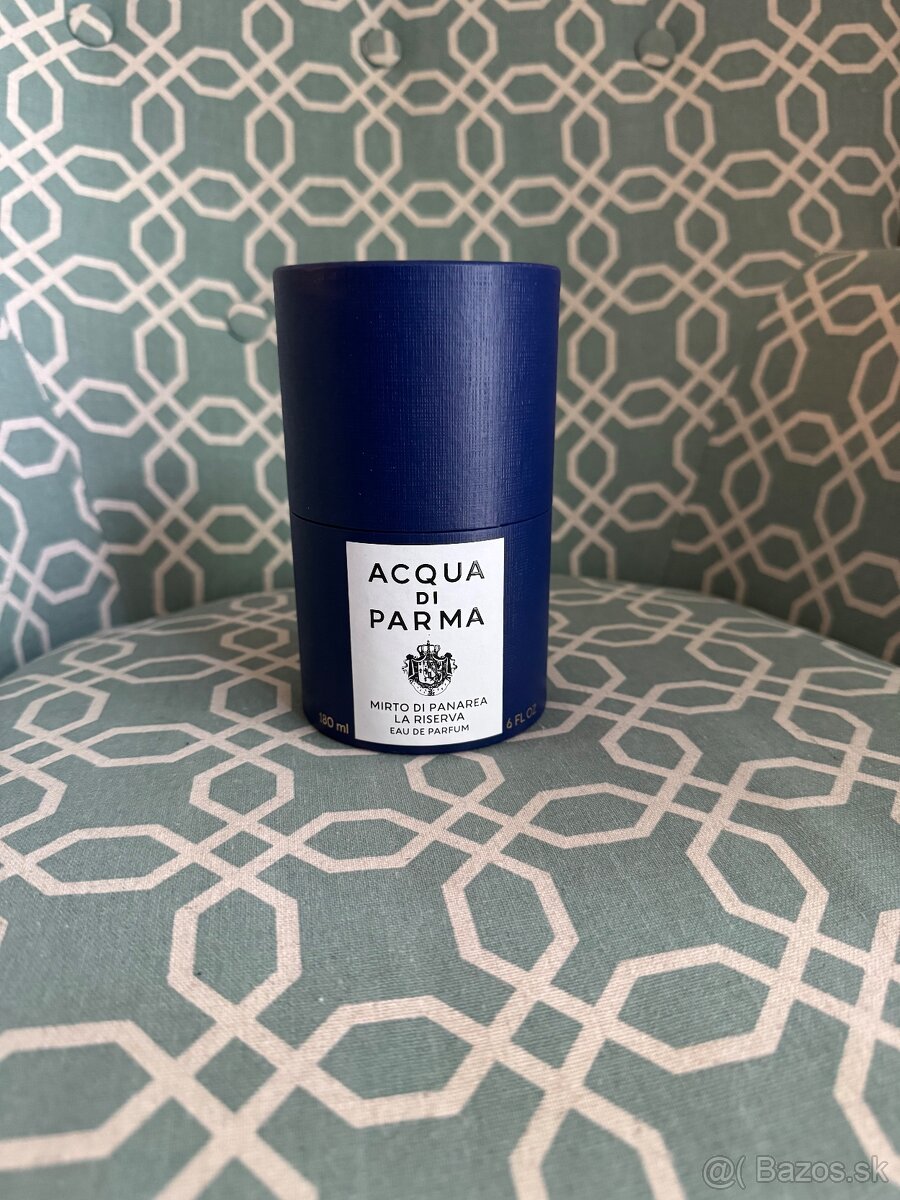 ACQUA
DI
PARMA
MIRTO DI PANAREA
LA RISERVA
EAU DE PARFUM
180 ml
6 FL OZ
@( Bazos.sk